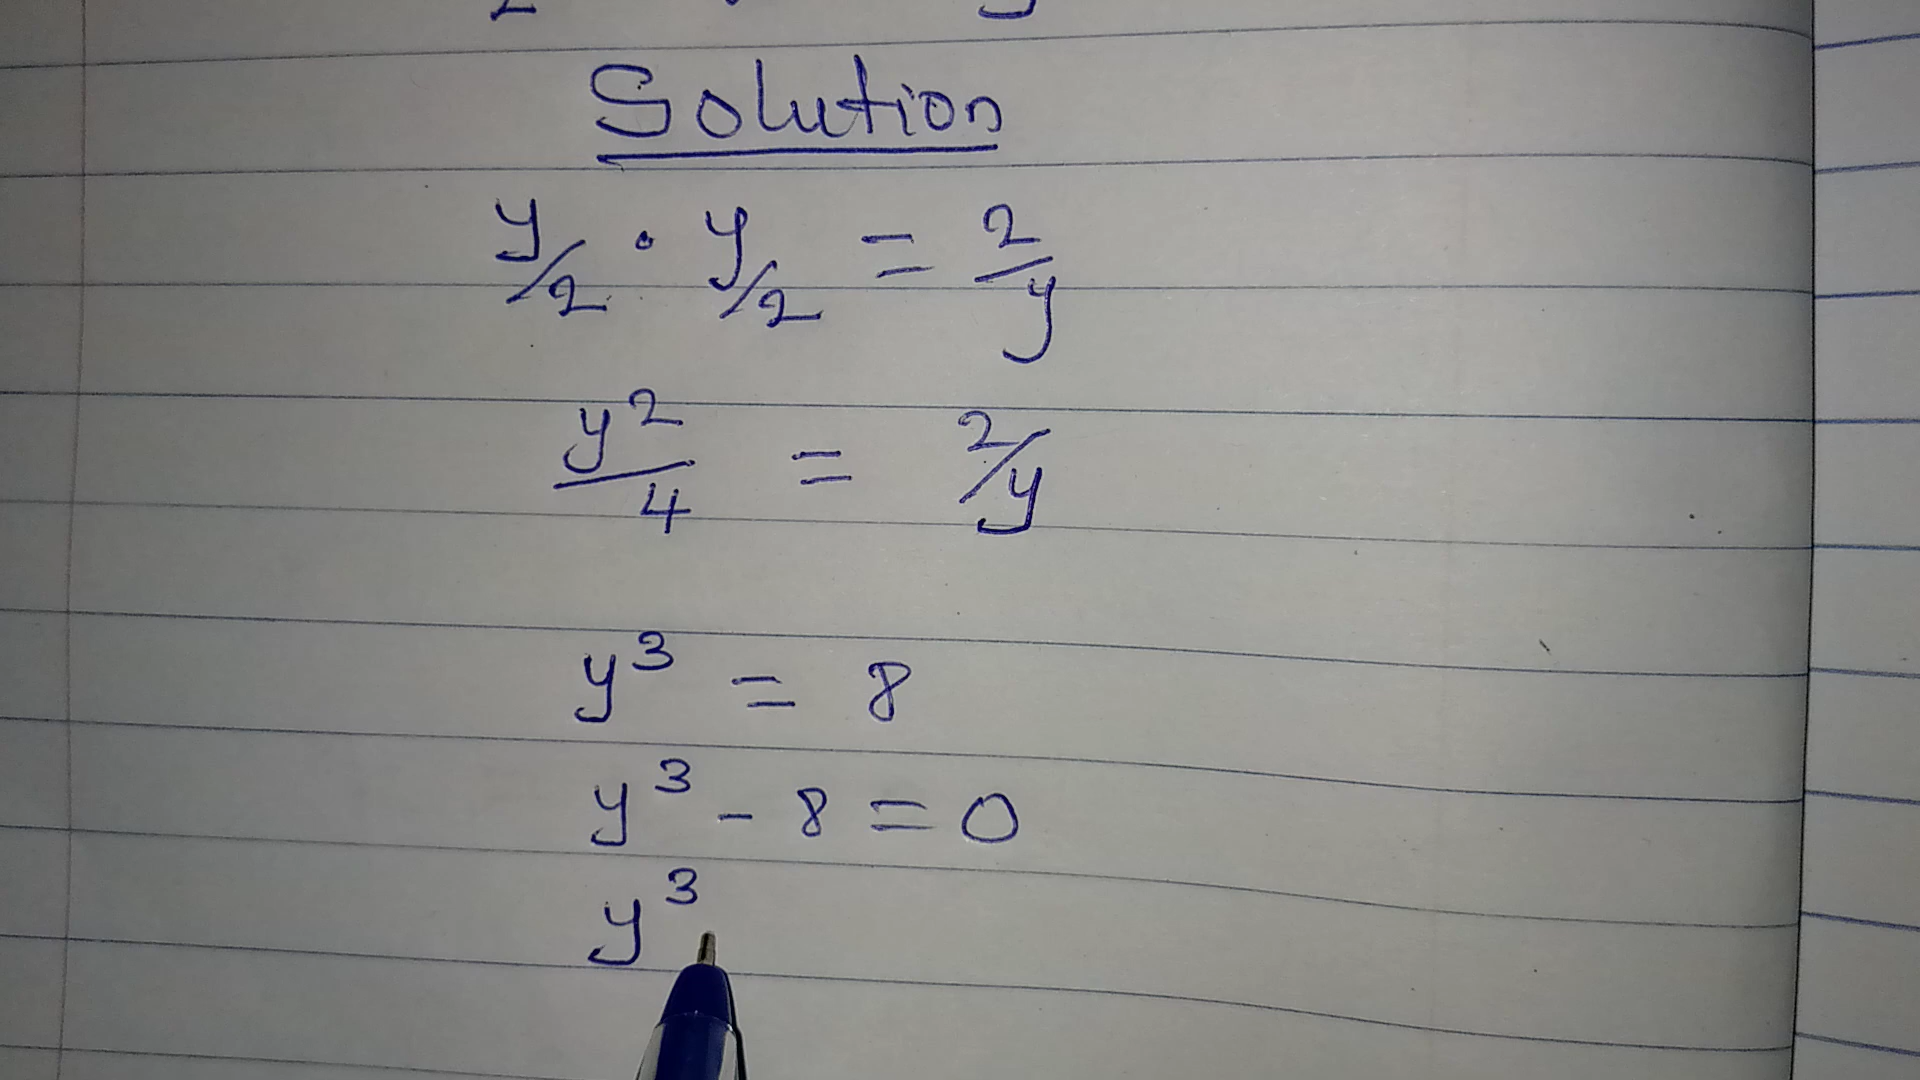 Solution
y/2 · y/2 = 2/y
y²/4 = 2/y
y³ = 8
y³ - 8 = 0
y³